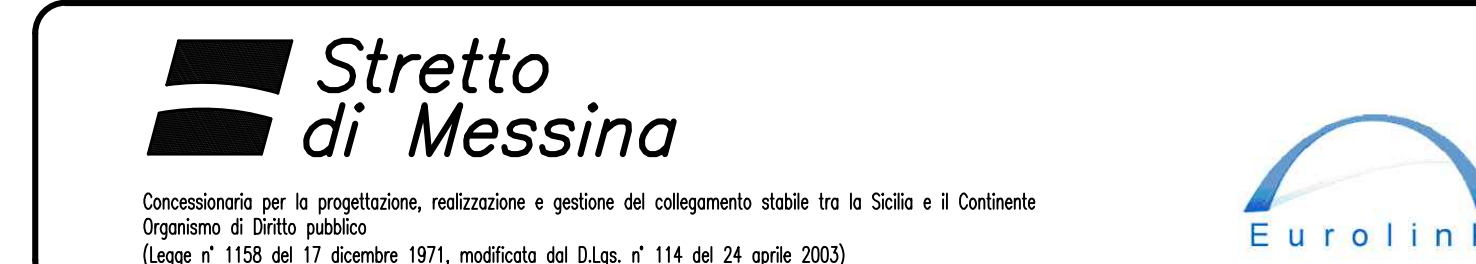 Stretto
di Messina
Concessionaria per la progettazione, realizzazione e gestione del collegamento stabile tra la Sicilia e il Continente
Organismo di Diritto pubblico
(Legge n° 1158 del 17 dicembre 1971, modificata dal D.Lgs. n° 114 del 24 aprile 2003)
Eurolin